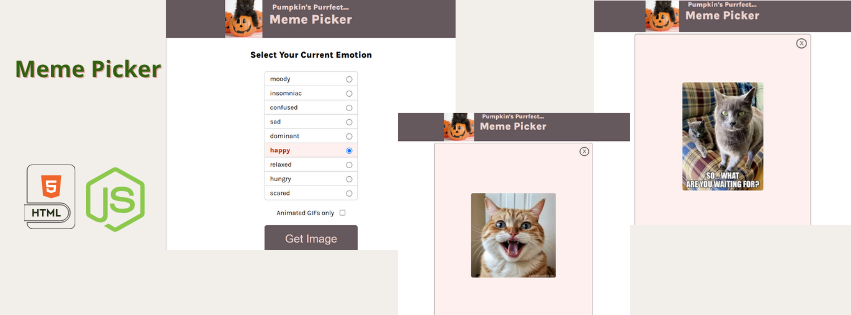 Meme Picker
5
HTML
JS
Pumpkin's Purrfect...
Meme Picker
Select Your Current Emotion
moody
insomniac
confused
sad
dominant
happy
relaxed
hungry
scared
Animated GIFs only
Get Image
Pumpkin's Purrfect...
Meme Picker
X
Pumpkin's Purrfect...
Meme Picker
X
SO... WHAT
ARE YOU WAITING FOR?